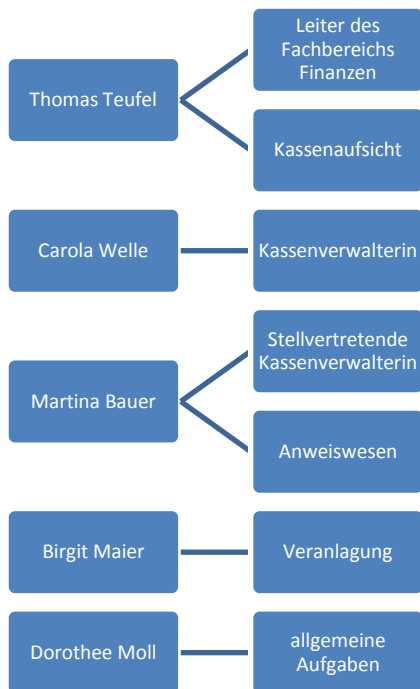 Thomas Teufel
Leiter des
Fachbereichs
Finanzen
Kassenaufsicht
Carola Welle
Kassenverwalterin
Martina Bauer
Stellvertretende
Kassenverwalterin
Anweiswesen
Birgit Maier
Veranlagung
Dorothee Moll
allgemeine
Aufgaben